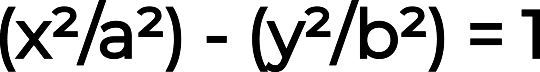 (x²/a²) - (y²/b²) = 1